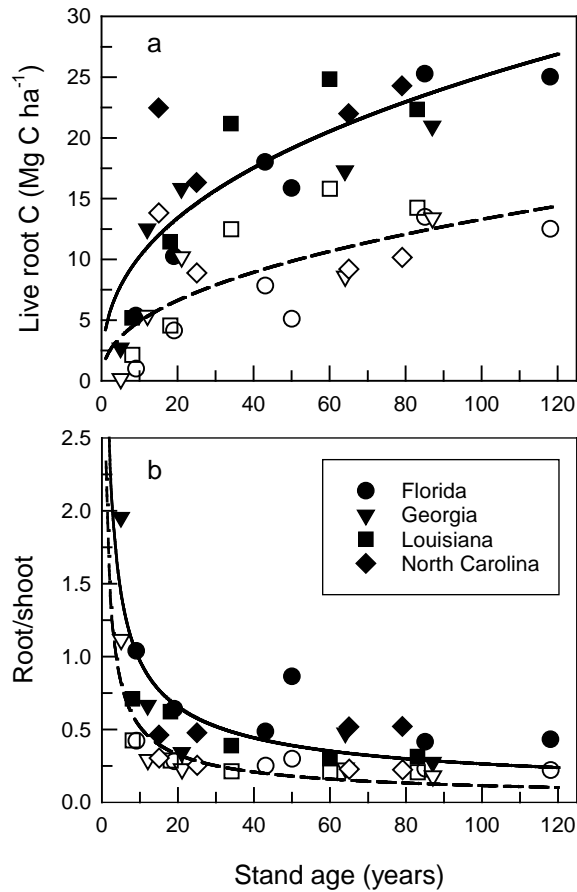 a
30
25
20
15
10
5
0
Live root C (Mg C ha⁻¹)
0 20 40 60 80 100 120
b
2.5
2.0
1.5
1.0
0.5
0.0
Root/shoot
Florida
Georgia
Louisiana
North Carolina
0 20 40 60 80 100 120
Stand age (years)